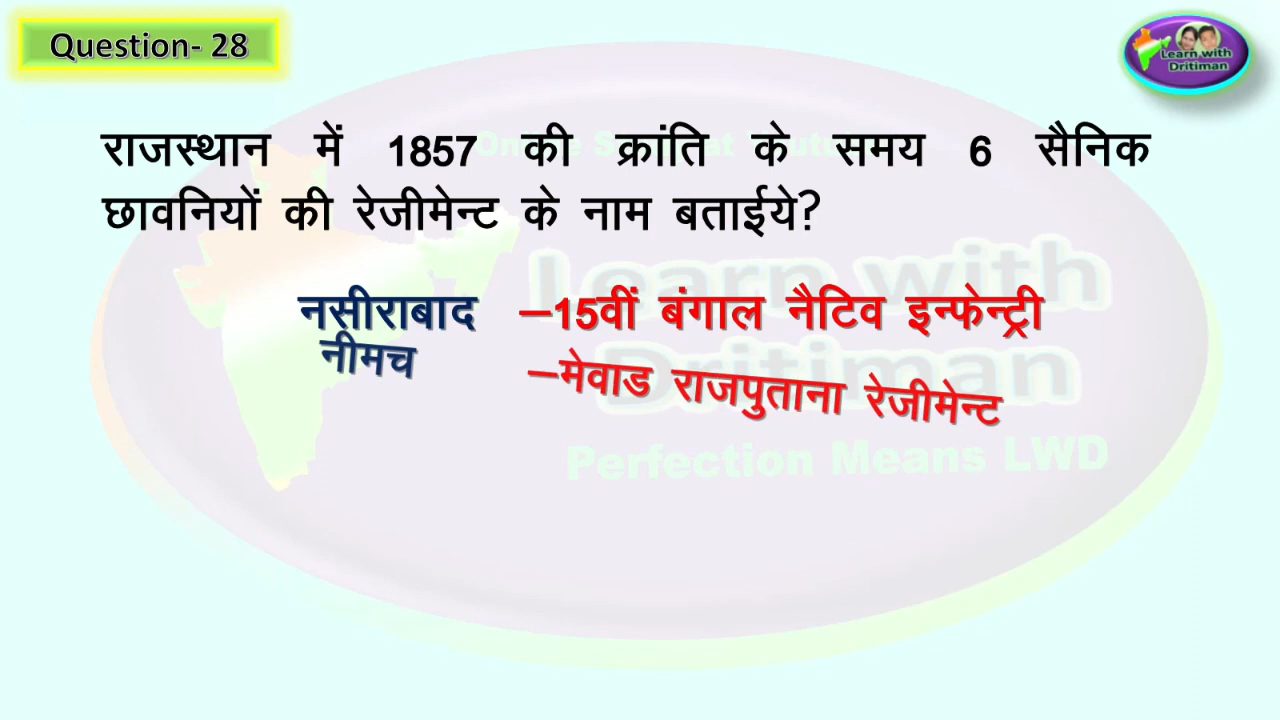 Question- 28
Learn with
Dritiman
राजस्थान में 1857 की क्रांति के समय 6 सैनिक
छावनियों की रेजीमेन्ट के नाम बताईये?
Learn with
नसीराबाद –15वीं बंगाल नैटिव इन्फेन्ट्री
नीमच –मेवाड राजपुताना रेजीमेन्ट
Dritiman
Perfection Means LWD